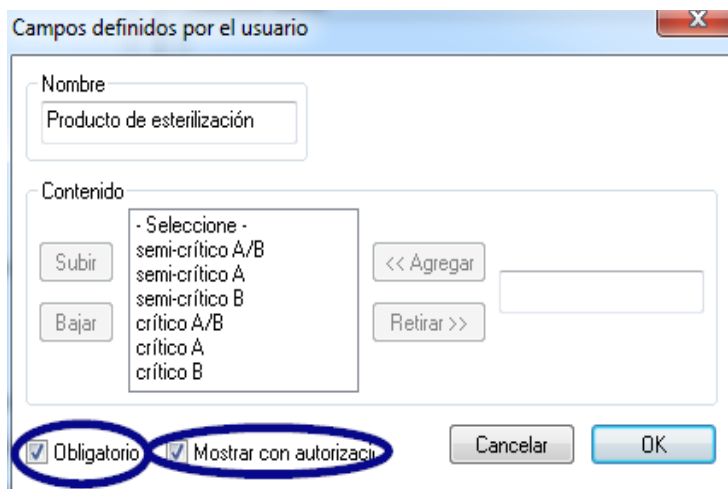 Campos definidos por el usuario
Nombre
Producto de esterilización
Contenido
- Seleccione -
semi-crítico A/B
semi-crítico A
semi-crítico B
crítico A/B
crítico A
crítico B
Subir
Bajar
<< Agregar
Retirar >>
Obligatorio
Mostrar con autorizaci
Cancelar
OK